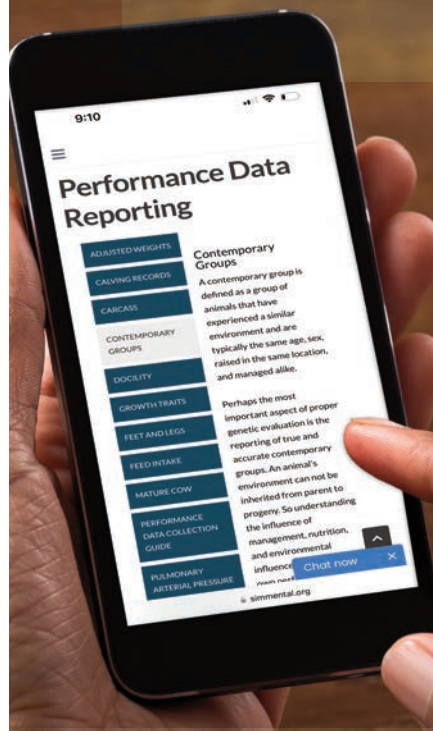 9:10
Performance Data
Reporting
ADJUSTED WEIGHTS
CALVING RECORDS
CARCASS
CONTEMPORARY
GROUPS
DOCILITY
GROWTH TRAITS
FEET AND LEGS
FEED INTAKE
MATURE COW
PERFORMANCE
DATA COLLECTION
GUIDE
PULMONARY
ARTERIAL PRESSURE
Contemporary
Groups
A contemporary group is
defined as a group of
animals that have
experienced a similar
environment and are
typically the same age, sex,
raised in the same location,
and managed alike.
Perhaps the most
important aspect of proper
genetic evaluation is the
reporting of true and
accurate contemporary
groups. An animal's
environment can not be
inherited from parent to
progeny. So understanding
the influence of
management, nutrition,
and environmental
influence
Chat now
simmental.org